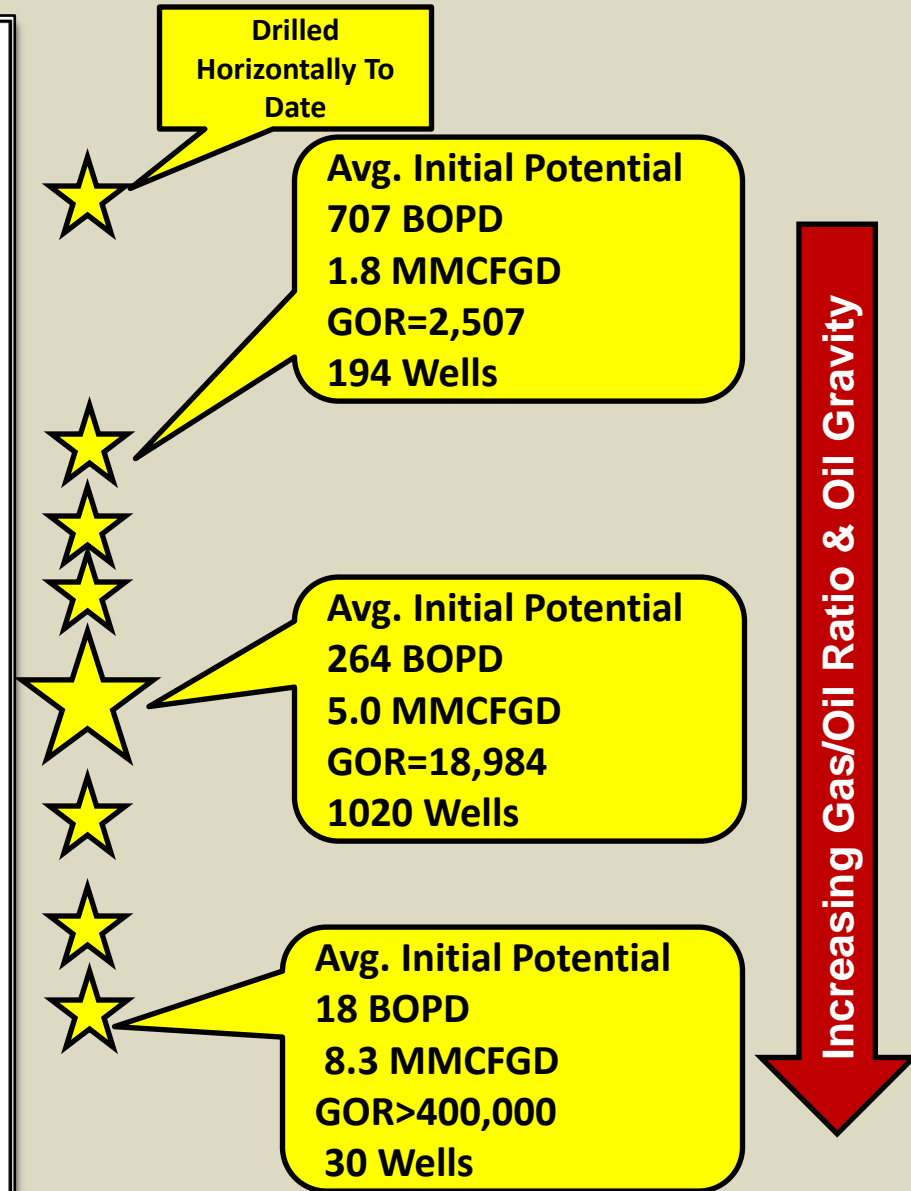 Drilled
Horizontally To
Date
Avg. Initial Potential
707 BOPD
1.8 MMCFGD
GOR=2,507
194 Wells
Avg. Initial Potential
264 BOPD
5.0 MMCFGD
GOR=18,984
1020 Wells
Avg. Initial Potential
18 BOPD
8.3 MMCFGD
GOR>400,000
30 Wells
Increasing Gas/Oil Ratio & Oil Gravity